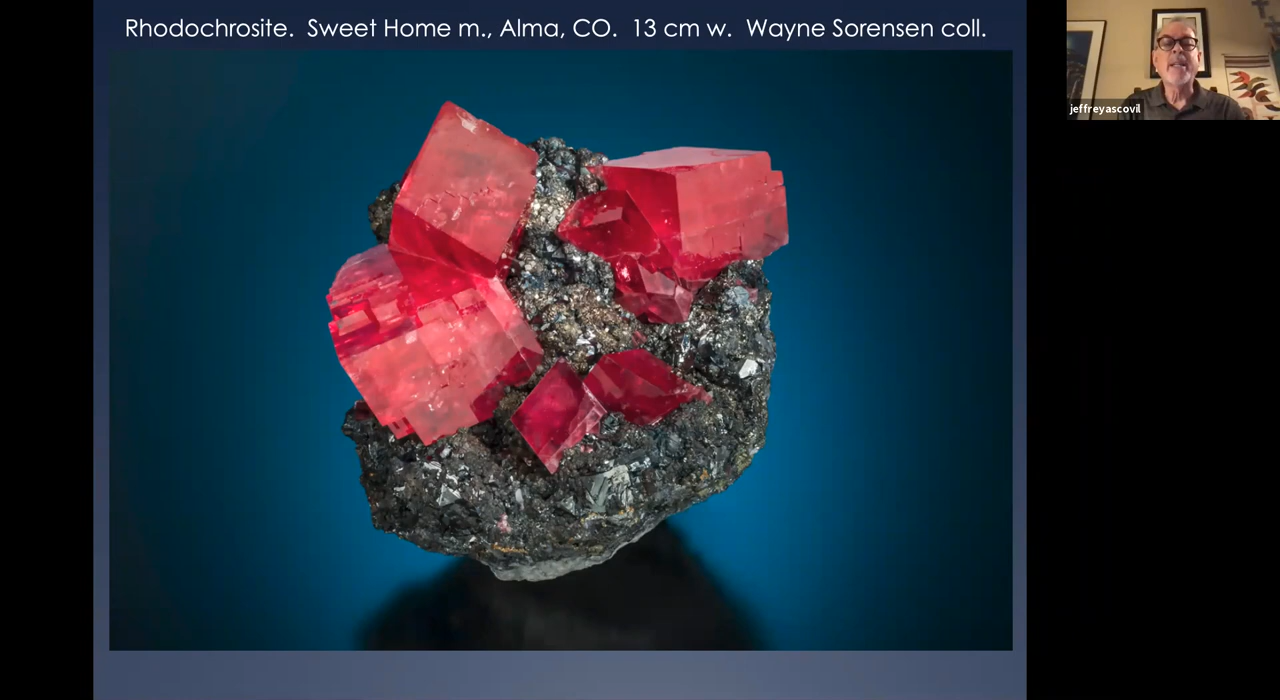 Rhodochrosite.  Sweet Home m., Alma, CO.  13 cm w.  Wayne Sorensen coll.
jeffreyascovil